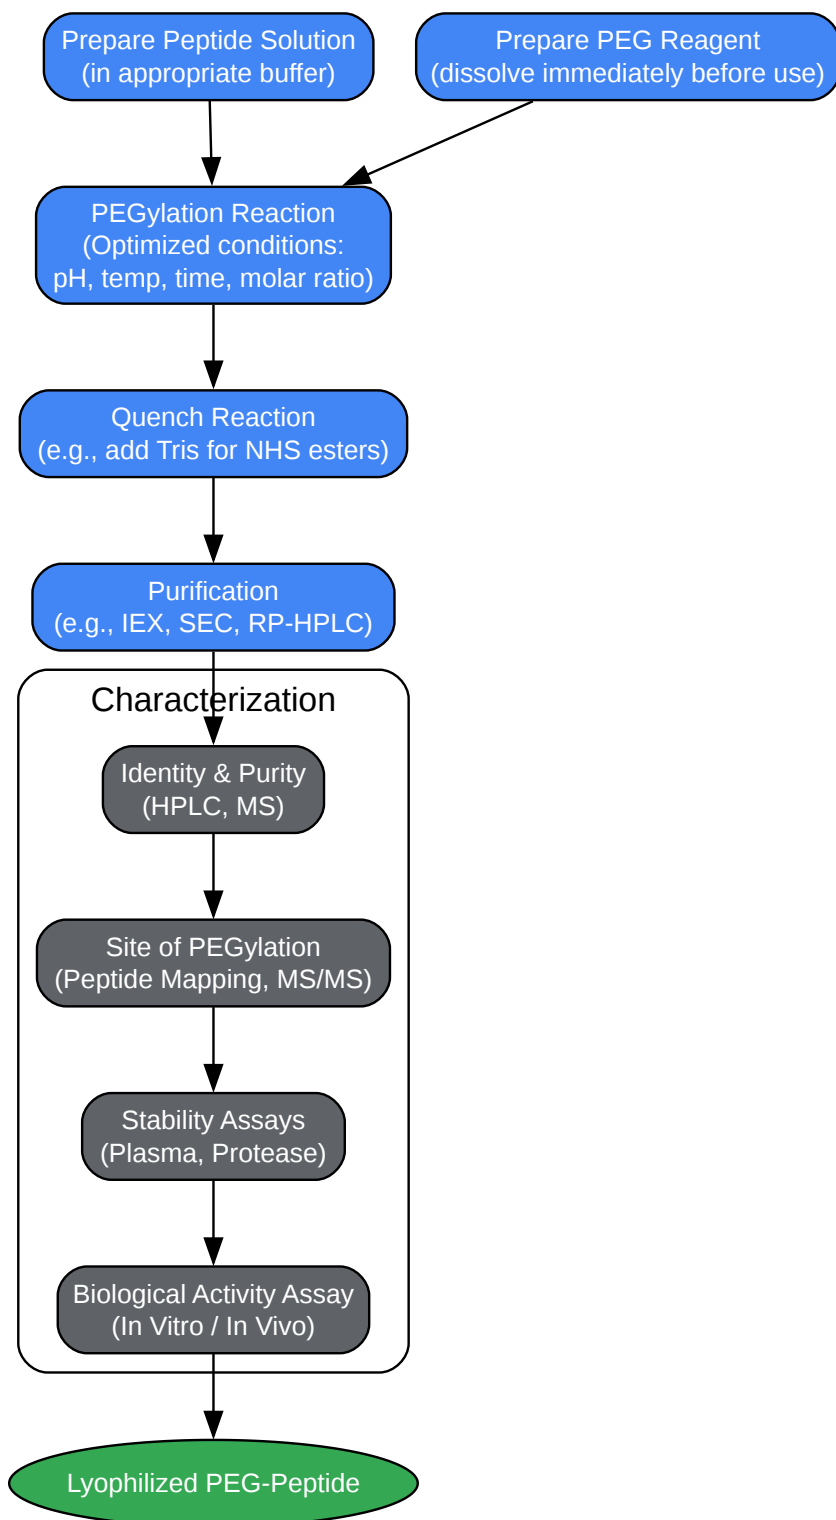 Prepare Peptide Solution
(in appropriate buffer)
Prepare PEG Reagent
(dissolve immediately before use)
PEGylation Reaction
(Optimized conditions:
pH, temp, time, molar ratio)
Quench Reaction
(e.g., add Tris for NHS esters)
Purification
(e.g., IEX, SEC, RP-HPLC)
Characterization
Identity & Purity
(HPLC, MS)
Site of PEGylation
(Peptide Mapping, MS/MS)
Stability Assays
(Plasma, Protease)
Biological Activity Assay
(In Vitro / In Vivo)
Lyophilized PEG-Peptide